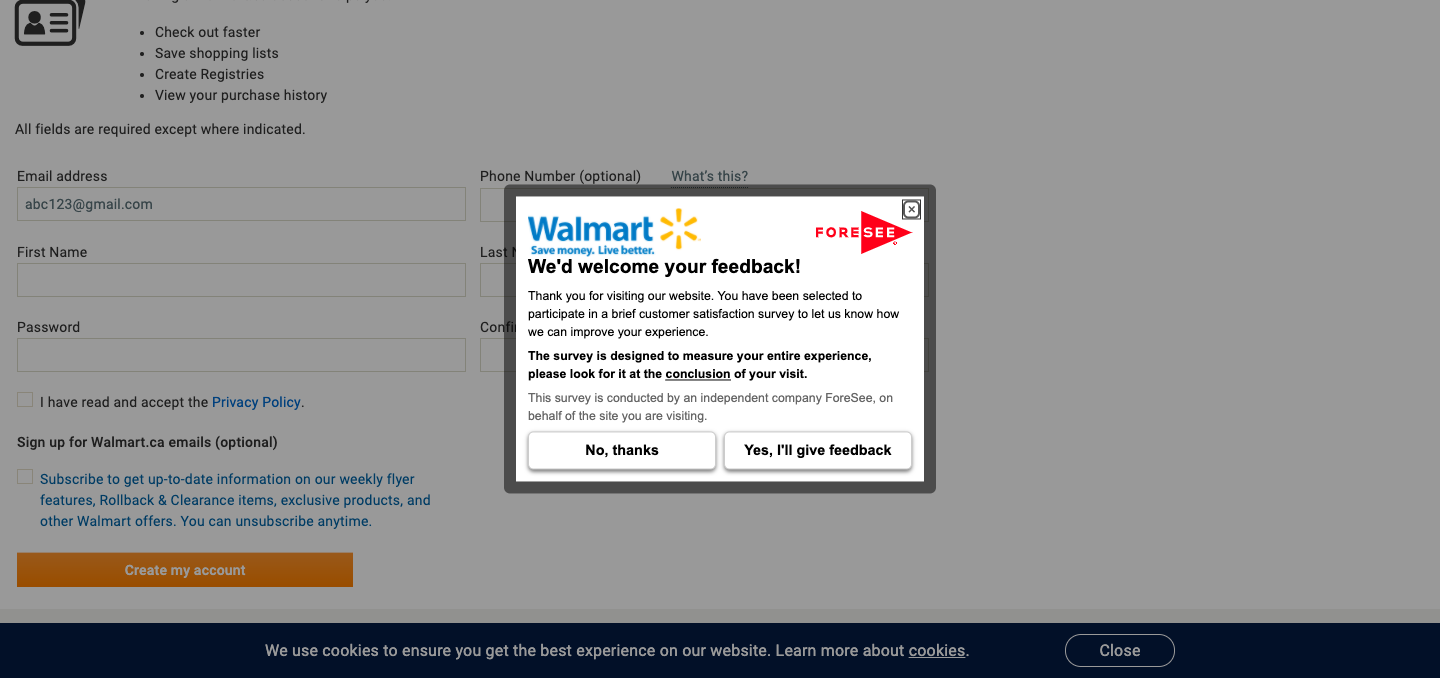 Check out faster
Save shopping lists
Create Registries
View your purchase history
All fields are required except where indicated.
Email address
Phone Number (optional)
What's this?
abc123@gmail.com
First Name
Last
Password
I have read and accept the Privacy Policy.
Sign up for Walmart.ca emails (optional)
Subscribe to get up-to-date information on our weekly flyer
features, Rollback & Clearance items, exclusive products, and
other Walmart offers. You can unsubscribe anytime.
Create my account
Walmart
Save money. Live better.
FORESEE
We'd welcome your feedback!
Thank you for visiting our website. You have been selected to
participate in a brief customer satisfaction survey to let us know how
we can improve your experience.
The survey is designed to measure your entire experience,
please look for it at the conclusion of your visit.
This survey is conducted by an independent company ForeSee, on
behalf of the site you are visiting.
No, thanks
Yes, I'll give feedback
We use cookies to ensure you get the best experience on our website. Learn more about cookies.
Close